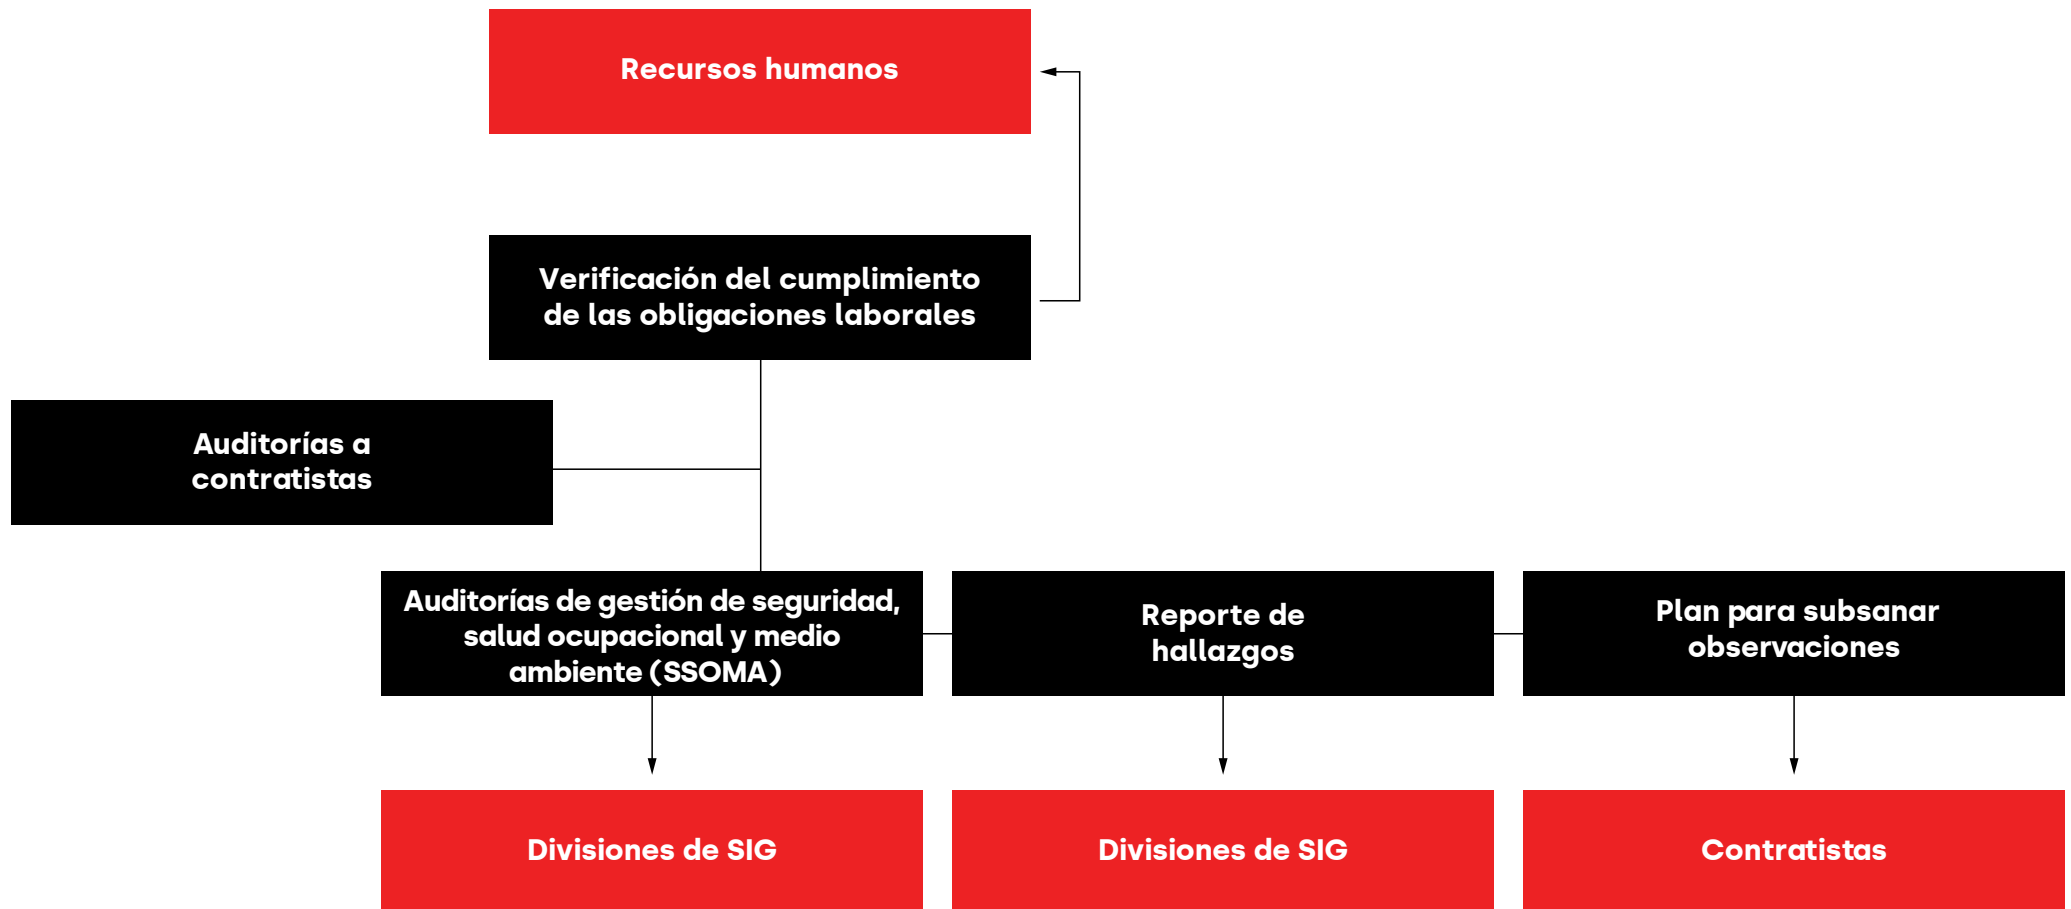 Recursos humanos
Verificación del cumplimiento
de las obligaciones laborales
Auditorías a
contratistas
Auditorías de gestión de seguridad,
salud ocupacional y medio
ambiente (SSOMA)
Reporte de
hallazgos
Plan para subsanar
observaciones
Divisiones de SIG
Divisiones de SIG
Contratistas